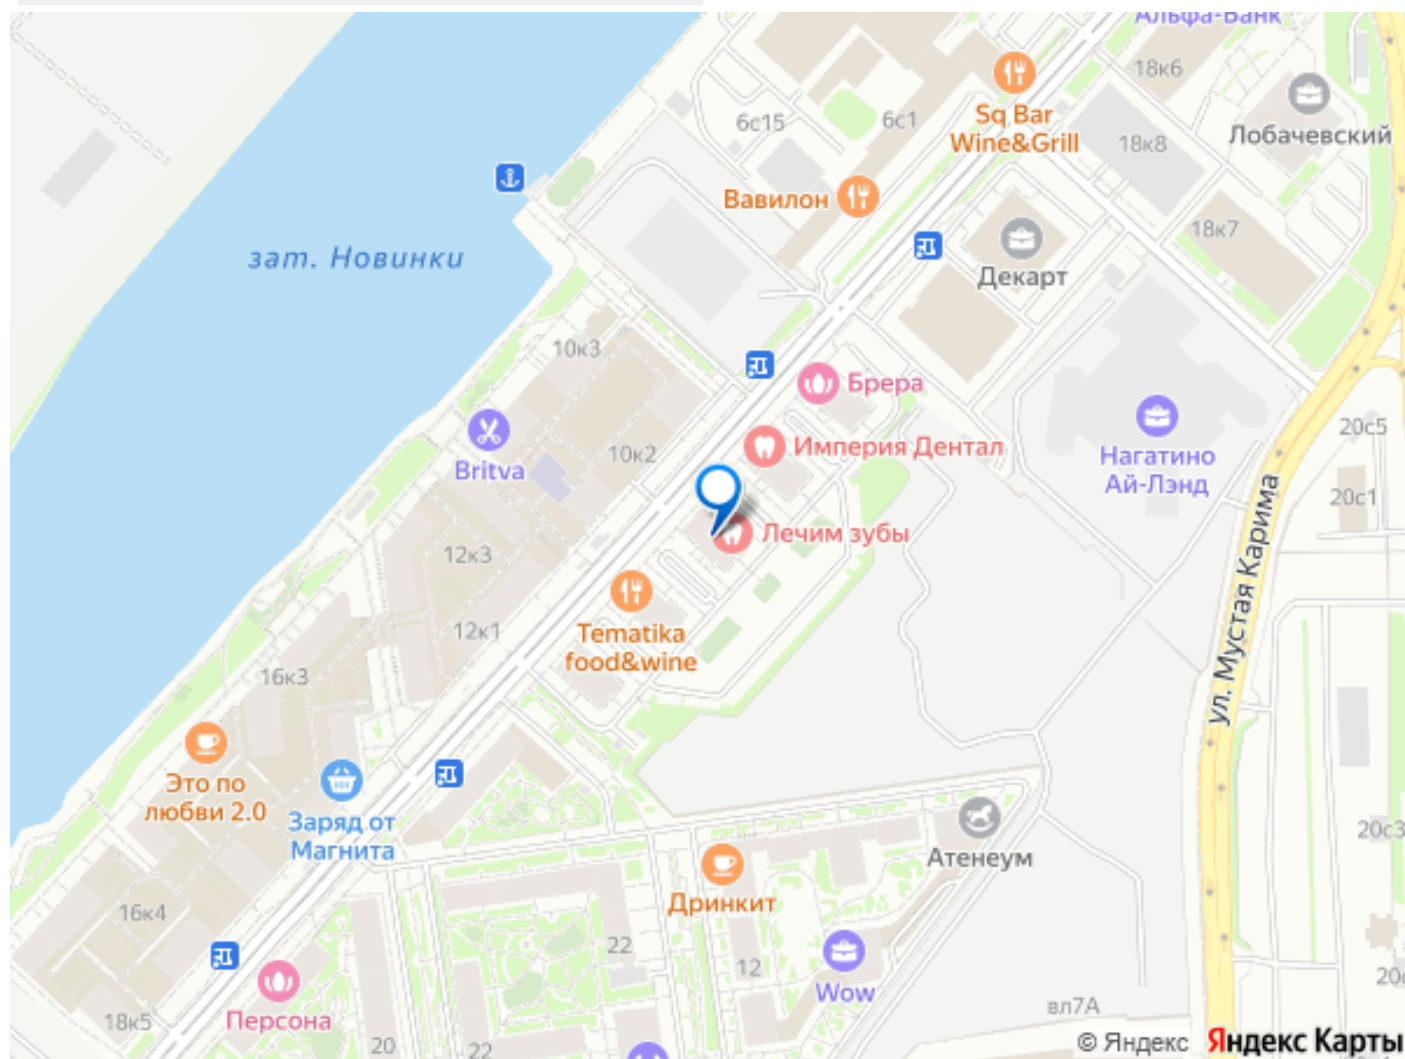 Альфа-Банк
18к6
Лобачевский
Sq Bar
Wine&Grill
6с15
6с1
18к8
Вавилон
18к7
зат. Новинки
Декарт
10к3
Брера
20с5
Britva
10к2
Империя Дентал
Нагатино
Ай-Лэнд
20с1
Лечим зубы
12к3
ул. Мустая Карима
12к1
Tematika
food&wine
16к3
Это по
любви 2.0
Заряд от
Магнита
20с3
Атенеум
Дринкит
16к4
22
12
Wow
18к5
Персона
20
22
вл7А
© Яндекс
Яндекс Карты